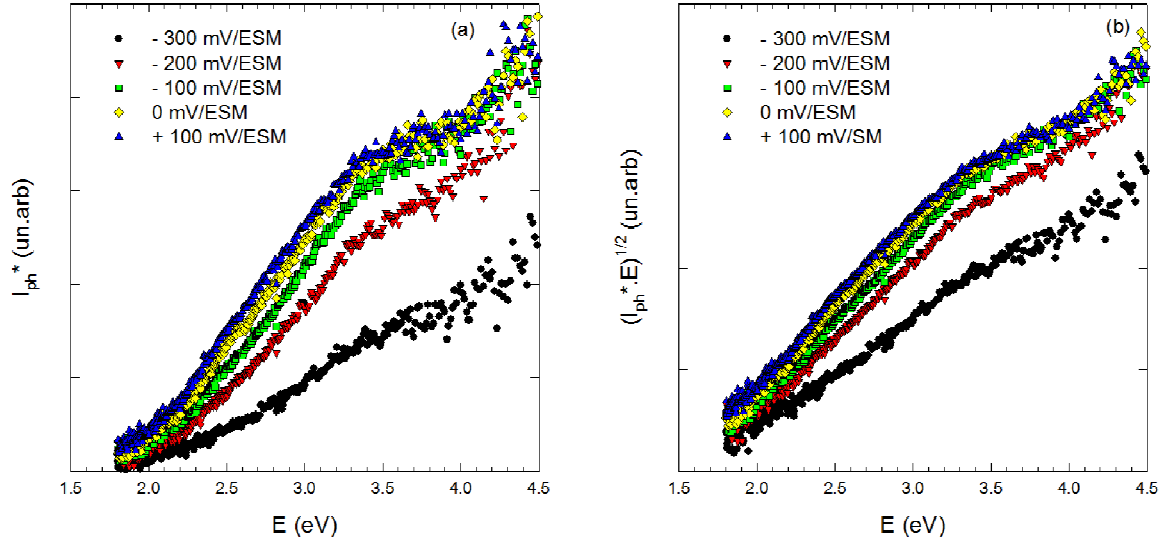 (a)
- 300 mV/ESM
- 200 mV/ESM
- 100 mV/ESM
0 mV/ESM
+ 100 mV/ESM
I_ph* (un.arb)
1.5 2.0 2.5 3.0 3.5 4.0 4.5
E (eV)
(b)
- 300 mV/ESM
- 200 mV/ESM
- 100 mV/ESM
0 mV/ESM
+ 100 mV/SM
(I_ph*.E)^1/2 (un.arb)
1.5 2.0 2.5 3.0 3.5 4.0 4.5
E (eV)